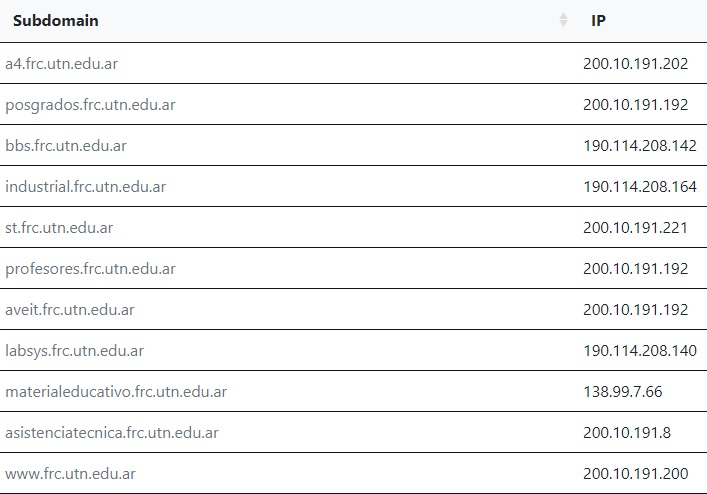 Subdomain IP
a4.frc.utn.edu.ar 200.10.191.202
posgrados.frc.utn.edu.ar 200.10.191.192
bbs.frc.utn.edu.ar 190.114.208.142
industrial.frc.utn.edu.ar 190.114.208.164
st.frc.utn.edu.ar 200.10.191.221
profesores.frc.utn.edu.ar 200.10.191.192
aveit.frc.utn.edu.ar 200.10.191.192
labsys.frc.utn.edu.ar 190.114.208.140
materialeducativo.frc.utn.edu.ar 138.99.7.66
asistenciatecnica.frc.utn.edu.ar 200.10.191.8
www.frc.utn.edu.ar 200.10.191.200